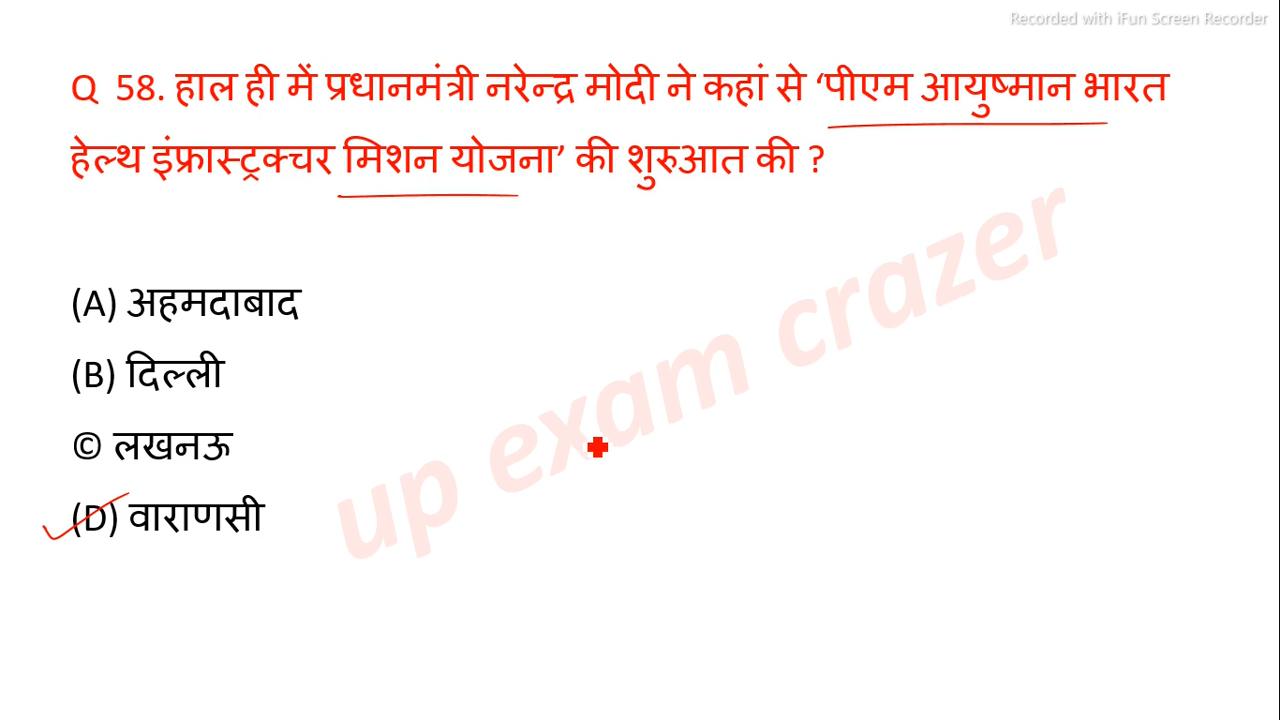 Recorded with iFun Screen Recorder
Q 58. हाल ही में प्रधानमंत्री नरेन्द्र मोदी ने कहां से ‘पीएम आयुष्मान भारत
हेल्थ इंफ्रास्ट्रक्चर मिशन योजना’ की शुरुआत की ?
(A) अहमदाबाद
(B) दिल्ली
© लखनऊ
(D) वाराणसी
up exam crazer